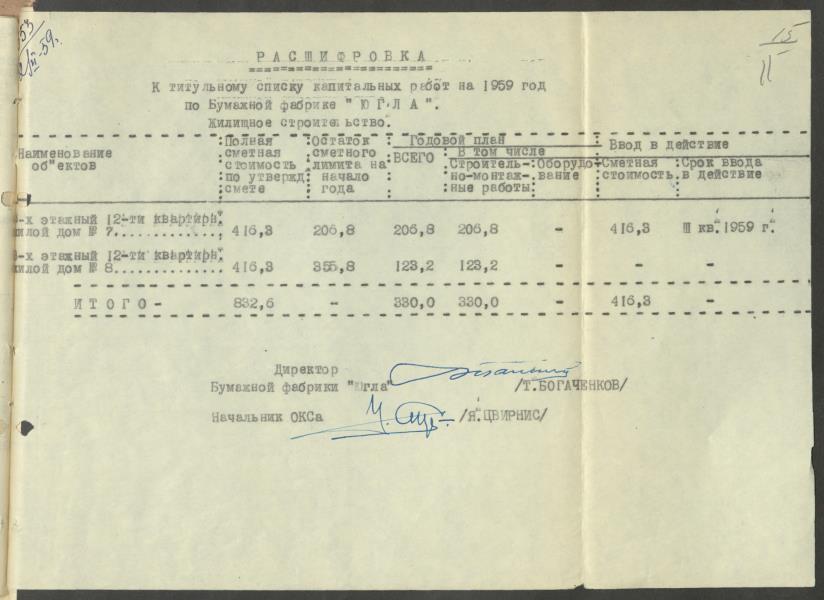 53
59г.
15
11
РАСШИФРОВКА
К титульному списку капитальных работ на 1959 год
по Бумажной фабрике "ЮГЛА".
Жилищное строительство.
Наименование об"ектов : Полная сметная стоимость по утвержд. смете : Остаток сметного лимита на начало года : Годовой план : Ввод в действие
ВСЕГО : В том числе
Строительно-монтажные работы : Оборудование : Сметная стоимость : Срок ввода в действие
-х этажный 12-ти квартирн.
жилой дом № 7............. 416,3 206,8 206,8 206,8 - 416,3 Ш кв. 1959 г.
-х этажный 12-ти квартирн.
жилой дом № 8............. 416,3 355,8 123,2 123,2 - - -
ИТОГО- 832,6 - 330,0 330,0 - 416,3 -
Директор
Бумажной фабрики "Югла" /Т.БОГАЧЕНКОВ/
Начальник ОКСа /Я.ЦВИРНИС/